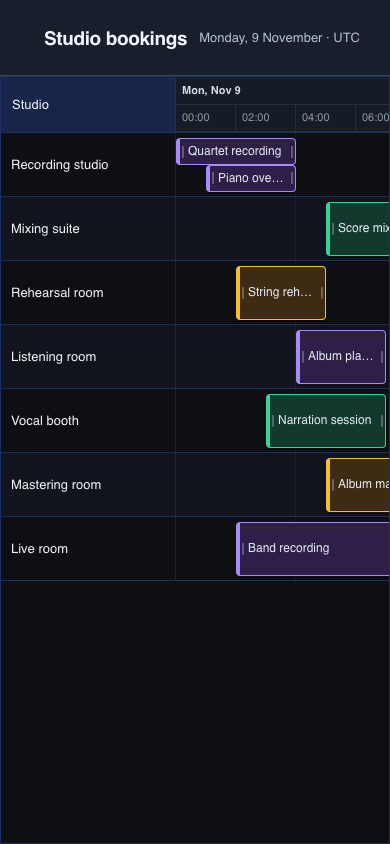 Studio bookings Monday, 9 November · UTC
Studio
Mon, Nov 9
00:00 02:00 04:00 06:00
Recording studio
Quartet recording
Piano ove…
Mixing suite
Score mix
Rehearsal room
String reh…
Listening room
Album pla…
Vocal booth
Narration session
Mastering room
Album ma
Live room
Band recording